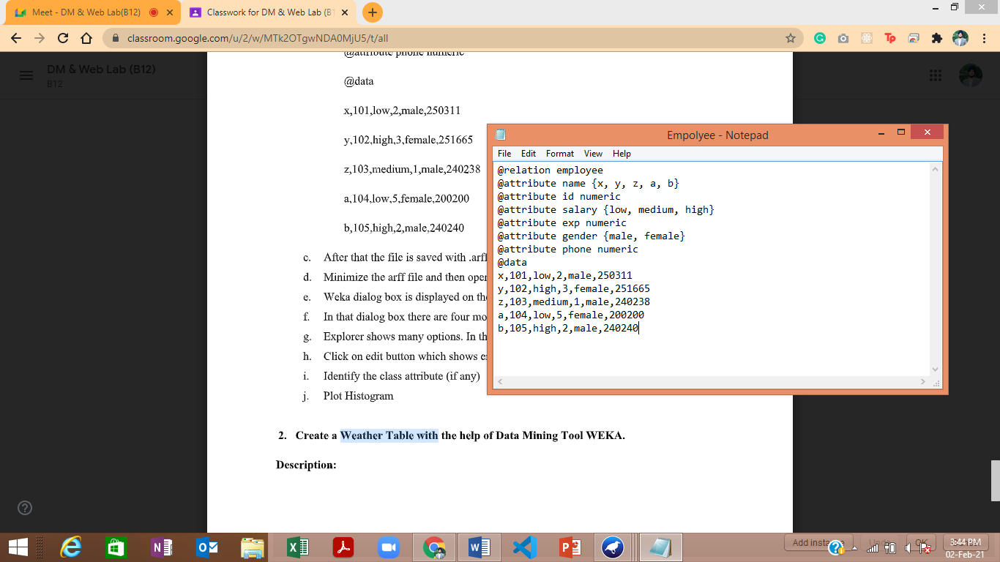 Meet - DM & Web Lab(B12)
Classwork for DM & Web Lab (B1
classroom.google.com/u/2/w/MTk2OTgwNDA0MjU5/t/all
DM & Web Lab (B12)
B12
@attribute phone numeric
@data
x,101,low,2,male,250311
y,102,high,3,female,251665
z,103,medium,1,male,240238
a,104,low,5,female,200200
b,105,high,2,male,240240
c. After that the file is saved with .arff
d. Minimize the arff file and then open
e. Weka dialog box is displayed on the
f. In that dialog box there are four mo
g. Explorer shows many options. In th
h. Click on edit button which shows e
i. Identify the class attribute (if any)
j. Plot Histogram
2. Create a Weather Table with the help of Data Mining Tool WEKA.
Description:
Empolyee - Notepad
File Edit Format View Help
@relation employee
@attribute name {x, y, z, a, b}
@attribute id numeric
@attribute salary {low, medium, high}
@attribute exp numeric
@attribute gender {male, female}
@attribute phone numeric
@data
x,101,low,2,male,250311
y,102,high,3,female,251665
z,103,medium,1,male,240238
a,104,low,5,female,200200
b,105,high,2,male,240240
Add insta
Undo
OK
3:44 PM
02-Feb-21